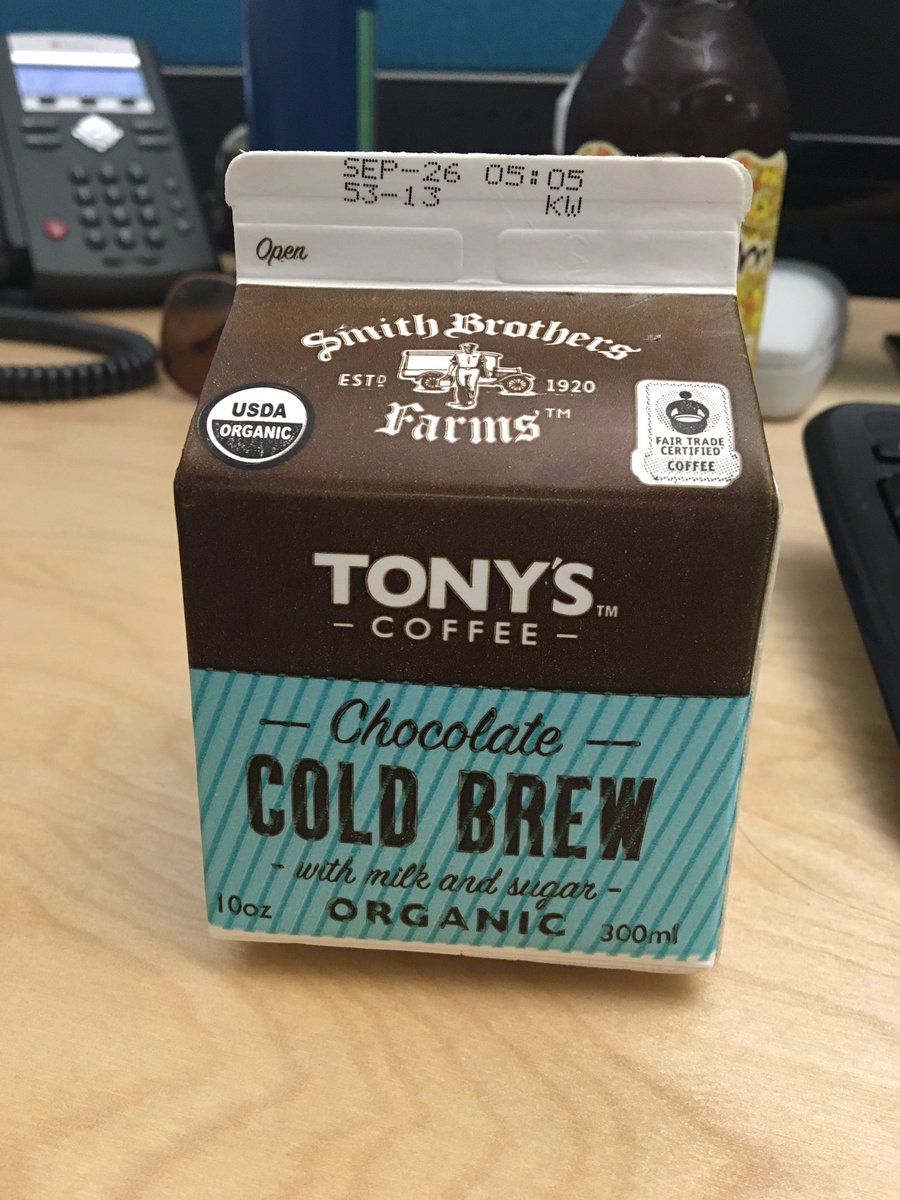 SEP-26 05:05
53-13 KW
Open
Smith Brothers
ESTD 1920
Farms™
USDA
ORGANIC
FAIR TRADE
CERTIFIED
COFFEE
TONY'S™
- COFFEE -
— Chocolate —
COLD BREW
- with milk and sugar -
ORGANIC
10oz 300ml